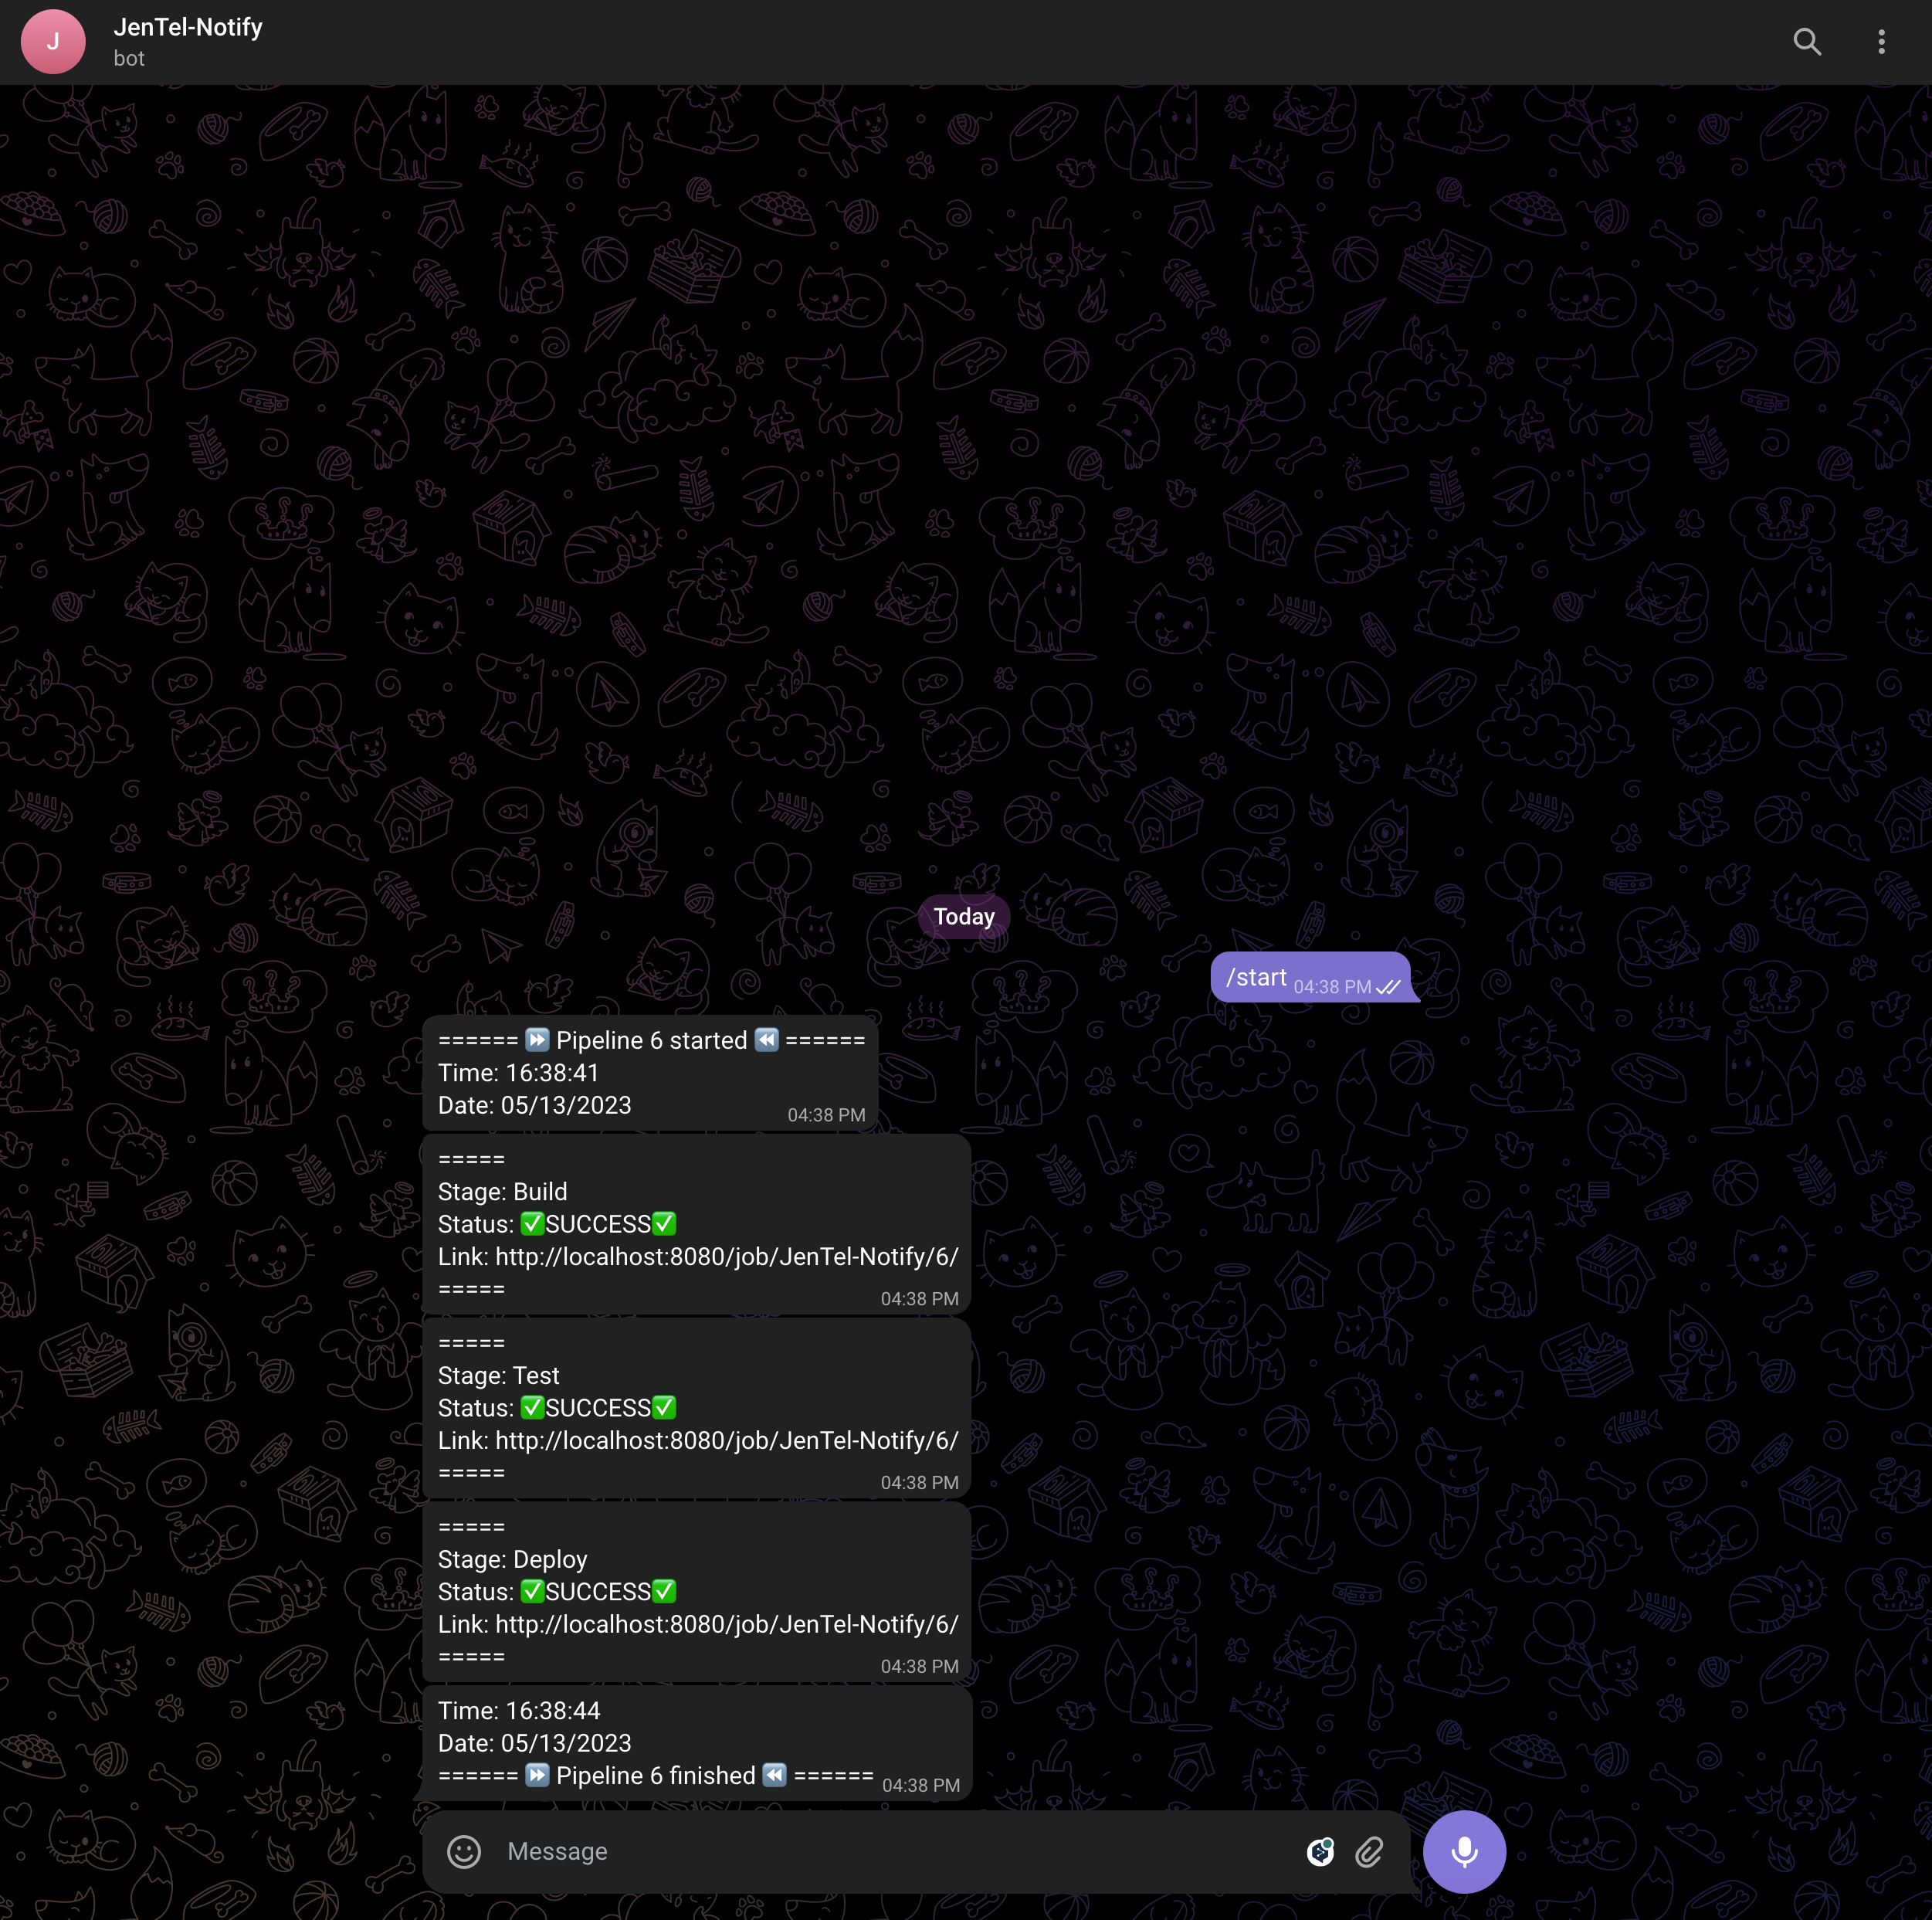 J
JenTel-Notify
bot
Today
/start 04:38 PM
====== ⏩ Pipeline 6 started ⏪ ======
Time: 16:38:41
Date: 05/13/2023
04:38 PM
=====
Stage: Build
Status: ✅SUCCESS✅
Link: http://localhost:8080/job/JenTel-Notify/6/
=====
04:38 PM
=====
Stage: Test
Status: ✅SUCCESS✅
Link: http://localhost:8080/job/JenTel-Notify/6/
=====
04:38 PM
=====
Stage: Deploy
Status: ✅SUCCESS✅
Link: http://localhost:8080/job/JenTel-Notify/6/
=====
04:38 PM
Time: 16:38:44
Date: 05/13/2023
====== ⏩ Pipeline 6 finished ⏪ ====== 04:38 PM
Message